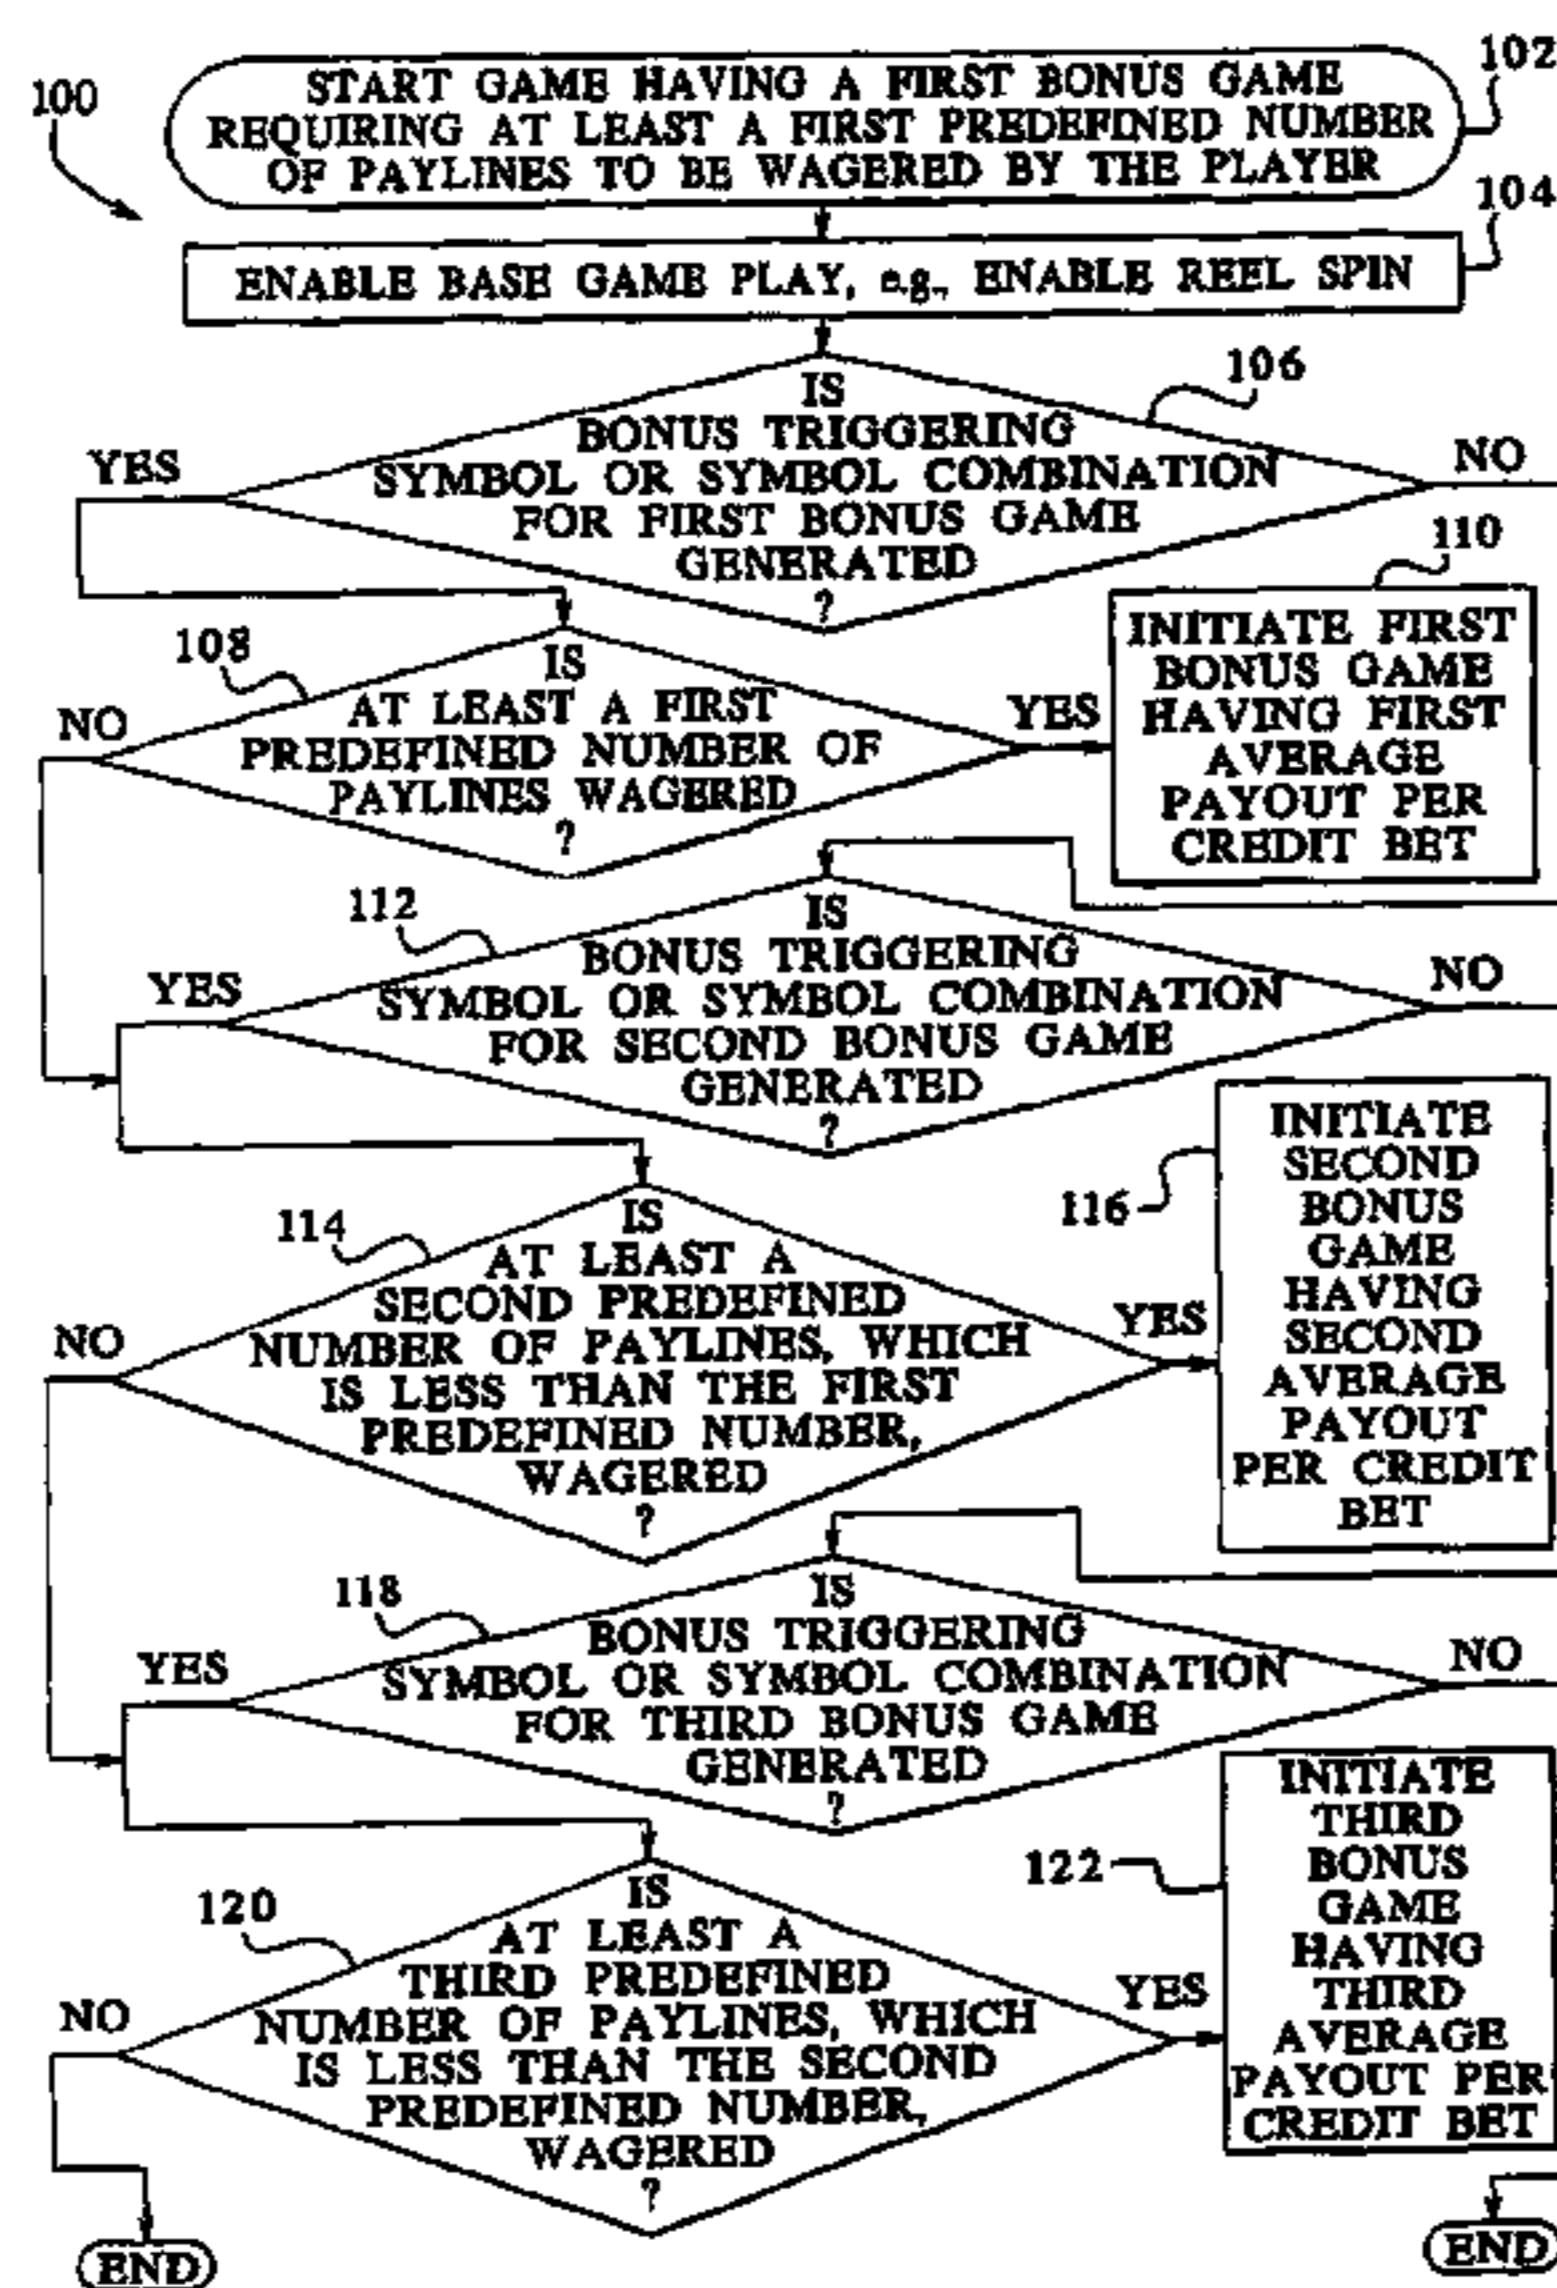 100
START GAME HAVING A FIRST BONUS GAME
REQUIRING AT LEAST A FIRST PREDEFINED NUMBER
OF PAYLINES TO BE WAGERED BY THE PLAYER
102
104
ENABLE BASE GAME PLAY, e.g., ENABLE REEL SPIN
106
IS
BONUS TRIGGERING
SYMBOL OR SYMBOL COMBINATION
FOR FIRST BONUS GAME
GENERATED
?
YES
NO
108
IS
AT LEAST A FIRST
PREDEFINED NUMBER OF
PAYLINES WAGERED
?
NO
YES
110
INITIATE FIRST
BONUS GAME
HAVING FIRST
AVERAGE
PAYOUT PER
CREDIT BET
112
IS
BONUS TRIGGERING
SYMBOL OR SYMBOL COMBINATION
FOR SECOND BONUS GAME
GENERATED
?
YES
NO
114
IS
AT LEAST A
SECOND PREDEFINED
NUMBER OF PAYLINES, WHICH
IS LESS THAN THE FIRST
PREDEFINED NUMBER,
WAGERED
?
NO
YES
116
INITIATE
SECOND
BONUS
GAME
HAVING
SECOND
AVERAGE
PAYOUT
PER CREDIT
BET
118
IS
BONUS TRIGGERING
SYMBOL OR SYMBOL COMBINATION
FOR THIRD BONUS GAME
GENERATED
?
YES
NO
120
IS
AT LEAST A
THIRD PREDEFINED
NUMBER OF PAYLINES, WHICH
IS LESS THAN THE SECOND
PREDEFINED NUMBER,
WAGERED
?
NO
YES
122
INITIATE
THIRD
BONUS
GAME
HAVING
THIRD
AVERAGE
PAYOUT PER
CREDIT BET
END
END